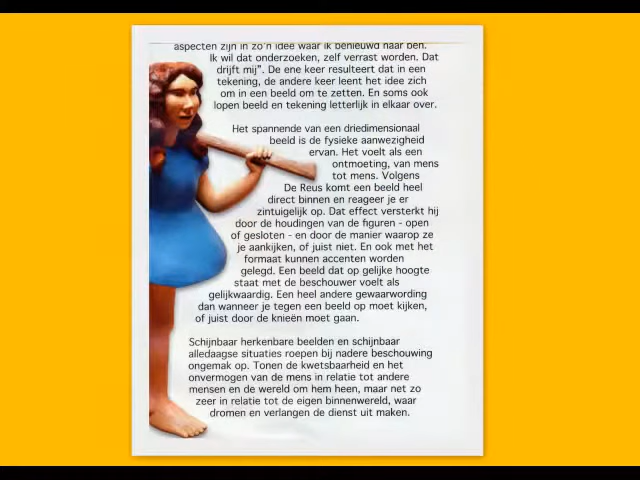 aspecten zijn in zo'n idee waar ik benieuwd naar ben.
Ik wil dat onderzoeken, zelf verrast worden. Dat
drijft mij". De ene keer resulteert dat in een
tekening, de andere keer leent het idee zich
om in een beeld om te zetten. En soms ook
lopen beeld en tekening letterlijk in elkaar over.
Het spannende van een driedimensionaal
beeld is de fysieke aanwezigheid
ervan. Het voelt als een
ontmoeting, van mens
tot mens. Volgens
De Reus komt een beeld heel
direct binnen en reageer je er
zintuigelijk op. Dat effect versterkt hij
door de houdingen van de figuren - open
of gesloten - en door de manier waarop ze
je aankijken, of juist niet. En ook met het
formaat kunnen accenten worden
gelegd. Een beeld dat op gelijke hoogte
staat met de beschouwer voelt als
gelijkwaardig. Een heel andere gewaarwording
dan wanneer je tegen een beeld op moet kijken,
of juist door de knieën moet gaan.
Schijnbaar herkenbare beelden en schijnbaar
alledaagse situaties roepen bij nadere beschouwing
ongemak op. Tonen de kwetsbaarheid en het
onvermogen van de mens in relatie tot andere
mensen en de wereld om hem heen, maar net zo
zeer in relatie tot de eigen binnenwereld, waar
dromen en verlangen de dienst uit maken.